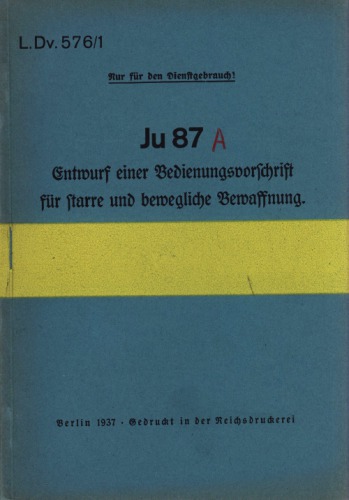 L.Dv. 576/1
Nur für den Dienstgebrauch!
Ju 87 A
Entwurf einer Bedienungsvorschrift
für starre und bewegliche Bewaffnung.
Berlin 1937 · Gedruckt in der Reichsdruckerei